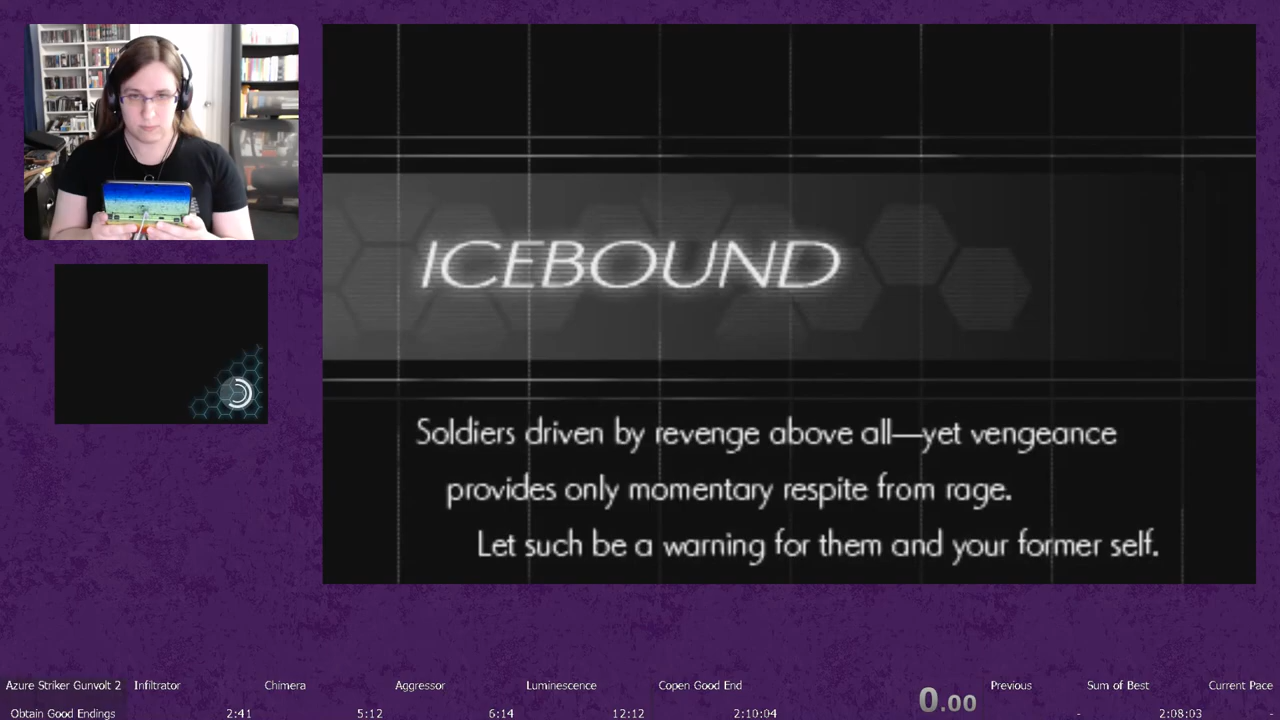 ICEBOUND
Soldiers driven by revenge above all—yet vengeance
provides only momentary respite from rage.
Let such be a warning for them and your former self.
Azure Striker Gunvolt 2 Infiltrator Chimera Aggressor Luminescence Copen Good End 0.00 Previous Sum of Best Current Pace
Obtain Good Endings 2:41 5:12 6:14 12:12 2:10:04 - 2:08:03 -